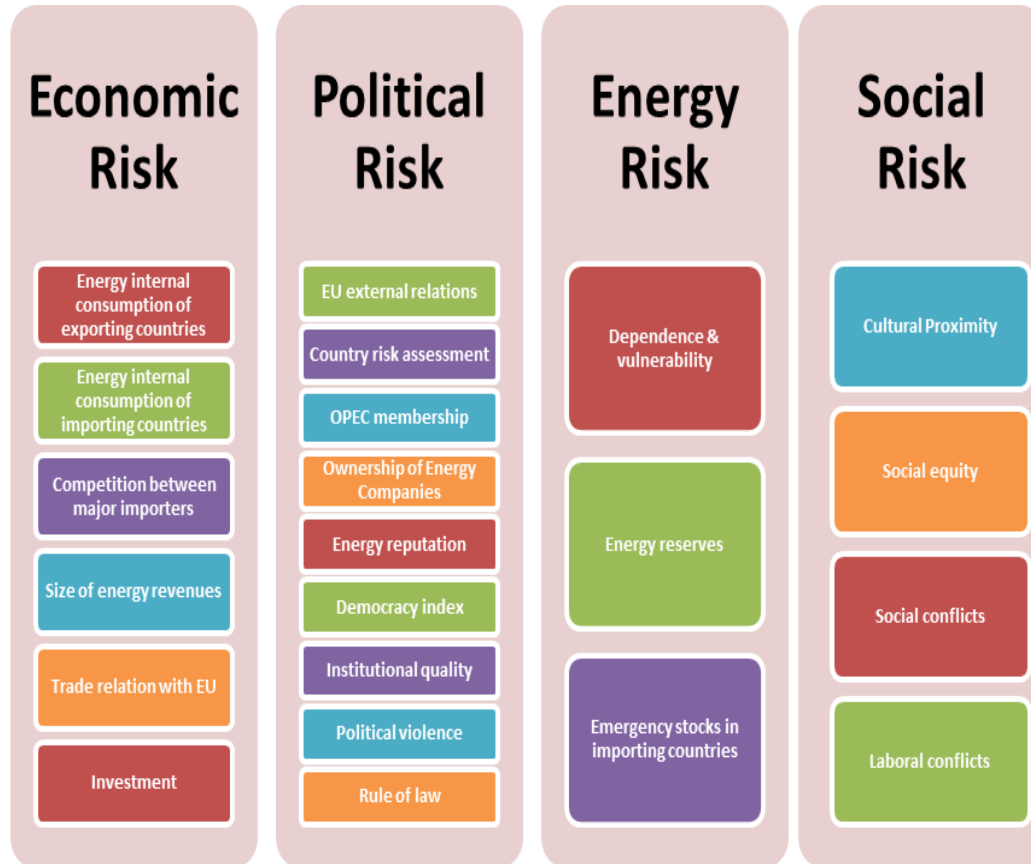 Economic
Risk
Energy internal
consumption of
exporting countries
Energy internal
consumption of
importing countries
Competition between
major importers
Size of energy revenues
Trade relation with EU
Investment
Political
Risk
EU external relations
Country risk assessment
OPEC membership
Ownership of Energy
Companies
Energy reputation
Democracy index
Institutional quality
Political violence
Rule of law
Energy
Risk
Dependence &
vulnerability
Energy reserves
Emergency stocks in
importing countries
Social
Risk
Cultural Proximity
Social equity
Social conflicts
Laboral conflicts